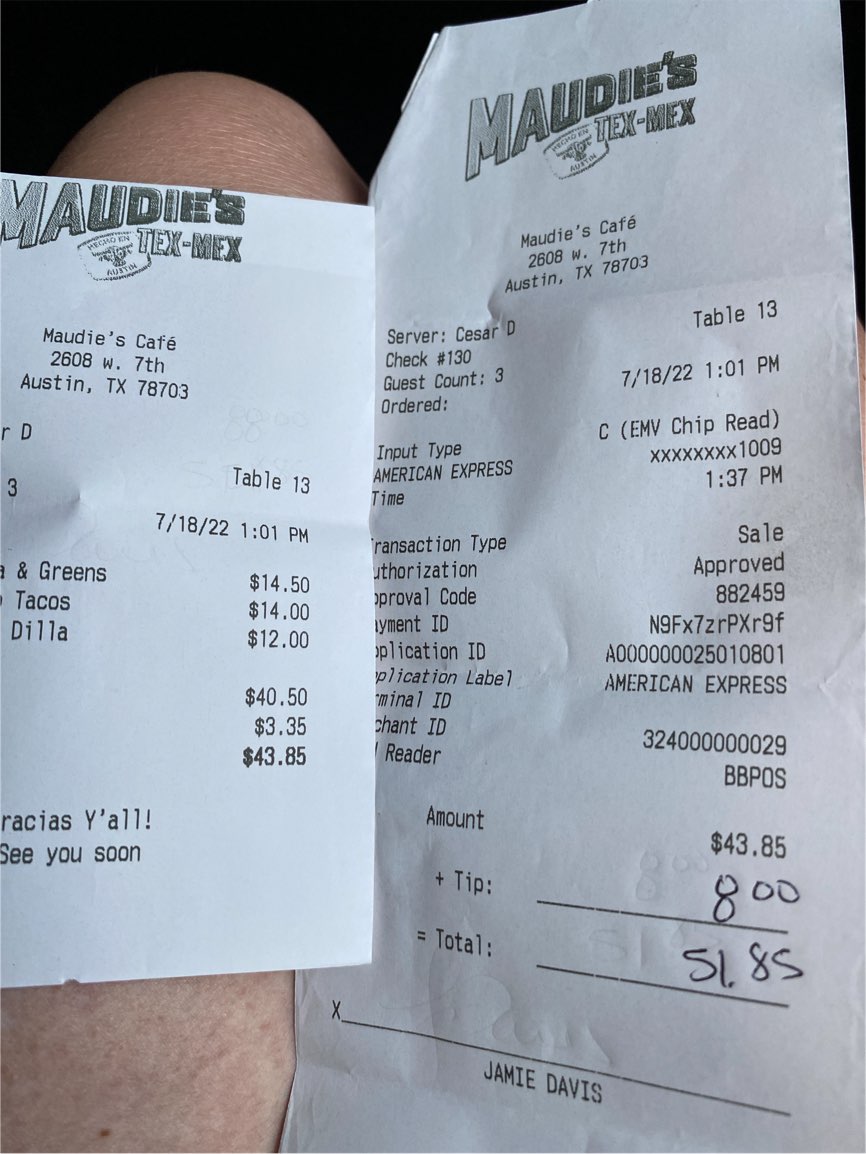 MAUDIE'S
TEX-MEX
HECHO EN
AUSTIN
Maudie's Café
2608 w. 7th
Austin, TX 78703
r D
3
Table 13
7/18/22 1:01 PM
& Greens $14.50
Tacos $14.00
Dilla $12.00
$40.50
$3.35
$43.85
racias Y'all!
See you soon
MAUDIE'S
TEX-MEX
HECHO EN
AUSTIN
Maudie's Café
2608 w. 7th
Austin, TX 78703
Server: Cesar D
Check #130 Table 13
Guest Count: 3
Ordered: 7/18/22 1:01 PM
Input Type C (EMV Chip Read)
AMERICAN EXPRESS xxxxxxxx1009
Time 1:37 PM
ransaction Type Sale
uthorization Approved
proval Code 882459
yment ID N9Fx7zrPXr9f
plication ID A000000025010801
plication Label AMERICAN EXPRESS
rminal ID
chant ID 324000000029
Reader BBPOS
Amount $43.85
+ Tip: 8 00
= Total: 51.85
X
JAMIE DAVIS